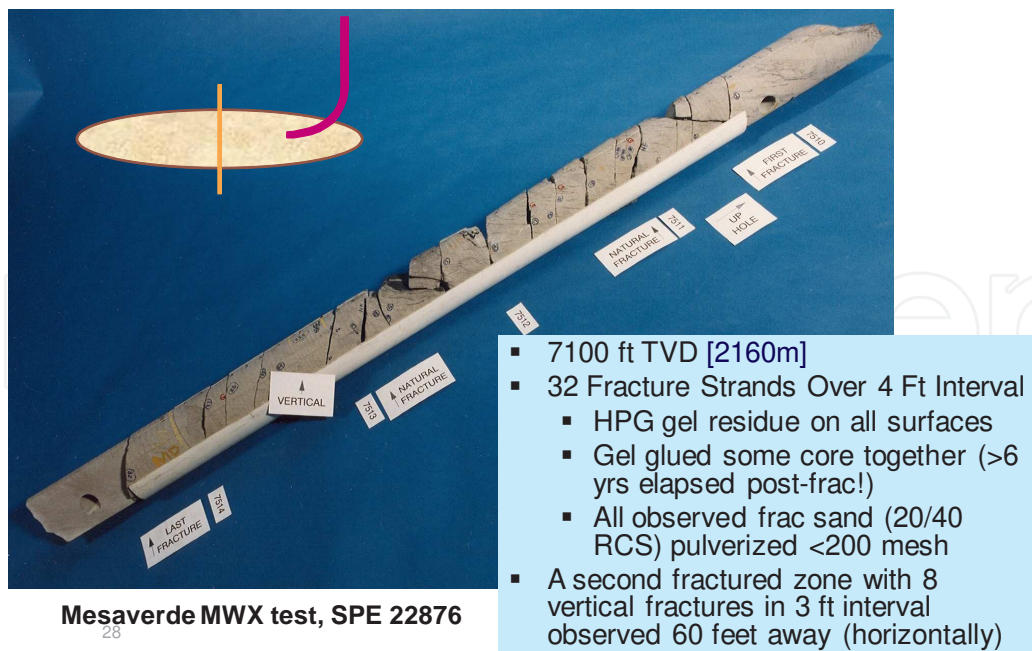 FIRST
FRACTURE
7510
UP
HOLE
NATURAL
FRACTURE
7511
7512
VERTICAL
7513
NATURAL
FRACTURE
LAST
FRACTURE
7514
▪ 7100 ft TVD [2160m]
▪ 32 Fracture Strands Over 4 Ft Interval
▪ HPG gel residue on all surfaces
▪ Gel glued some core together (>6
yrs elapsed post-frac!)
▪ All observed frac sand (20/40
RCS) pulverized <200 mesh
▪ A second fractured zone with 8
vertical fractures in 3 ft interval
observed 60 feet away (horizontally)
Mesaverde MWX test, SPE 22876
28